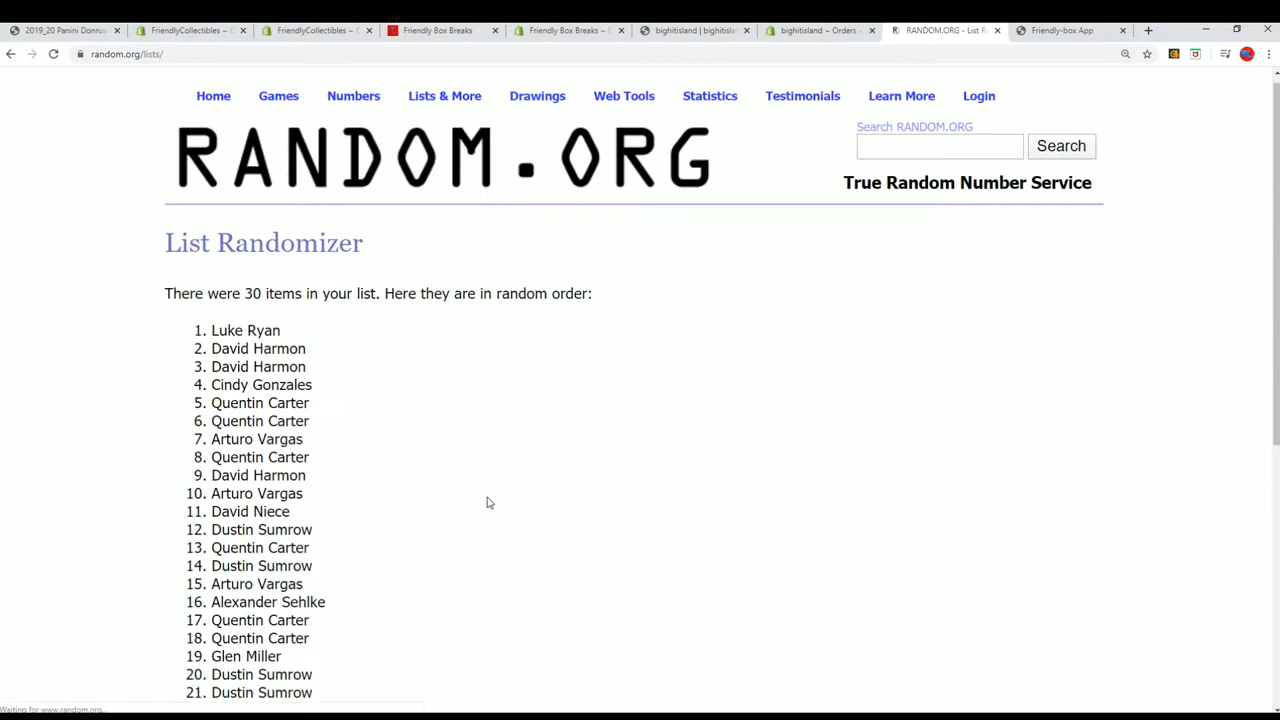 2019_20 Panini Donrus
FriendlyCollectibles ~ C
FriendlyCollectibles ~ C
Friendly Box Breaks
Friendly Box Breaks ~ C
bighitisland | bighitislan
bighitisland ~ Orders ~
RANDOM.ORG - List R
Friendly-box App
random.org/lists/
Home Games Numbers Lists & More Drawings Web Tools Statistics Testimonials Learn More Login
RANDOM.ORG
Search RANDOM.ORG
Search
True Random Number Service
List Randomizer
There were 30 items in your list. Here they are in random order:
1. Luke Ryan
2. David Harmon
3. David Harmon
4. Cindy Gonzales
5. Quentin Carter
6. Quentin Carter
7. Arturo Vargas
8. Quentin Carter
9. David Harmon
10. Arturo Vargas
11. David Niece
12. Dustin Sumrow
13. Quentin Carter
14. Dustin Sumrow
15. Arturo Vargas
16. Alexander Sehlke
17. Quentin Carter
18. Quentin Carter
19. Glen Miller
20. Dustin Sumrow
21. Dustin Sumrow
Waiting for www.random.org...